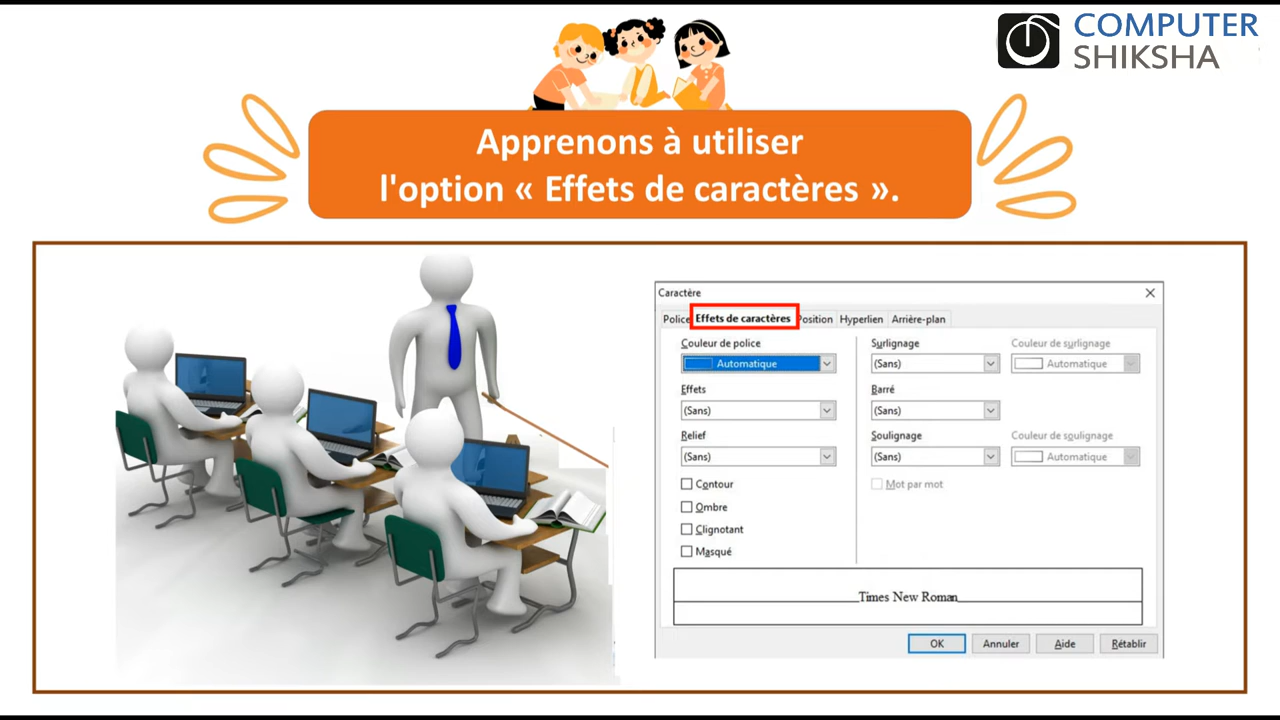 COMPUTER
SHIKSHA
Apprenons à utiliser
l'option « Effets de caractères ».
Caractère
Police Effets de caractères Position Hyperlien Arrière-plan
Couleur de police
Automatique
Effets
(Sans)
Relief
(Sans)
Contour
Ombre
Clignotant
Masqué
Surlignage
(Sans)
Couleur de surlignage
Automatique
Barré
(Sans)
Soulignage
(Sans)
Couleur de soulignage
Automatique
Mot par mot
Times New Roman
OK Annuler Aide Rétablir